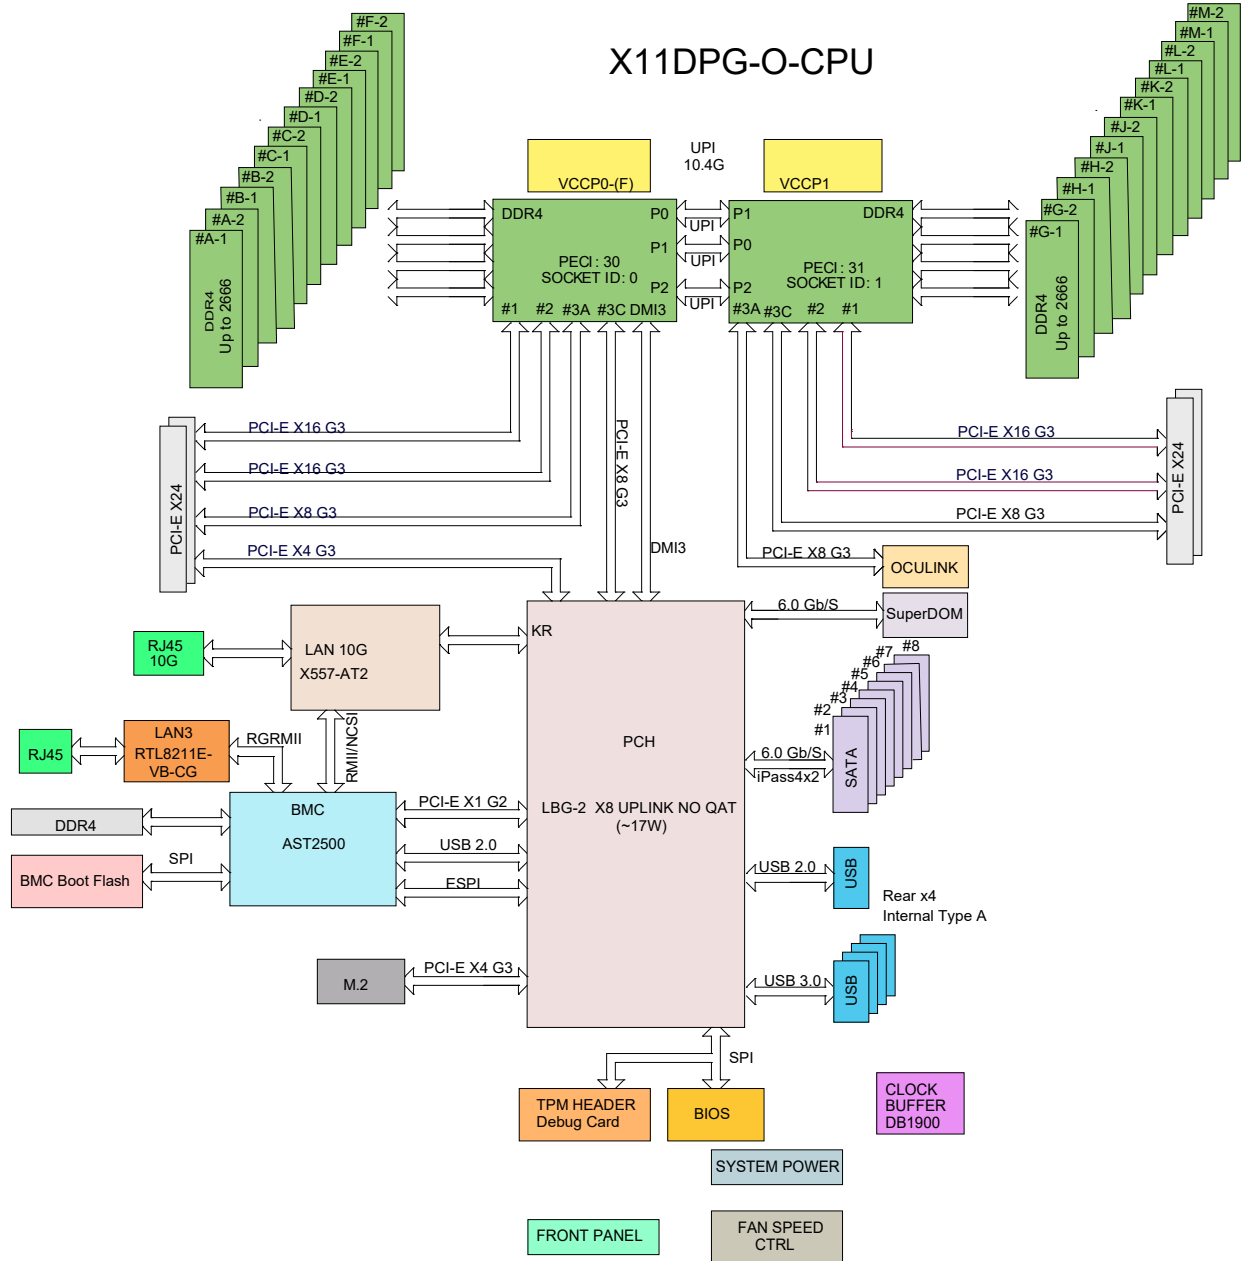 X11DPG-O-CPU
#F-2
#F-1
#E-2
#E-1
#D-2
#D-1
#C-2
#C-1
#B-2
#B-1
#A-2
#A-1
DDR4
Up to 2666
#M-2
#M-1
#L-2
#L-1
#K-2
#K-1
#J-2
#J-1
#H-2
#H-1
#G-2
#G-1
DDR4
Up to 2666
UPI
10.4G
VCCP0-(F)
VCCP1
DDR4
P0
P1
P2
PECI: 30
SOCKET ID: 0
#1
#2
#3A
#3C
DMI3
UPI
UPI
UPI
P1
P0
P2
DDR4
PECI: 31
SOCKET ID: 1
#3A
#3C
#2
#1
PCI-E X24
PCI-E X16 G3
PCI-E X16 G3
PCI-E X8 G3
PCI-E X4 G3
PCI-E X8 G3
DMI3
PCI-E X16 G3
PCI-E X16 G3
PCI-E X8 G3
PCI-E X24
PCI-E X8 G3
OCULINK
6.0 Gb/S
SuperDOM
RJ45
10G
LAN 10G
X557-AT2
KR
RJ45
LAN3
RTL8211E-
VB-CG
RGRMII
RMII/NCSI
DDR4
BMC Boot Flash
SPI
BMC
AST2500
PCI-E X1 G2
USB 2.0
ESPI
M.2
PCI-E X4 G3
PCH
LBG-2 X8 UPLINK NO QAT
(~17W)
#8
#7
#6
#5
#4
#3
#2
#1
6.0 Gb/S
iPass4x2
SATA
USB 2.0
USB
Rear x4
Internal Type A
USB 3.0
USB
SPI
TPM HEADER
Debug Card
BIOS
CLOCK
BUFFER
DB1900
SYSTEM POWER
FRONT PANEL
FAN SPEED
CTRL